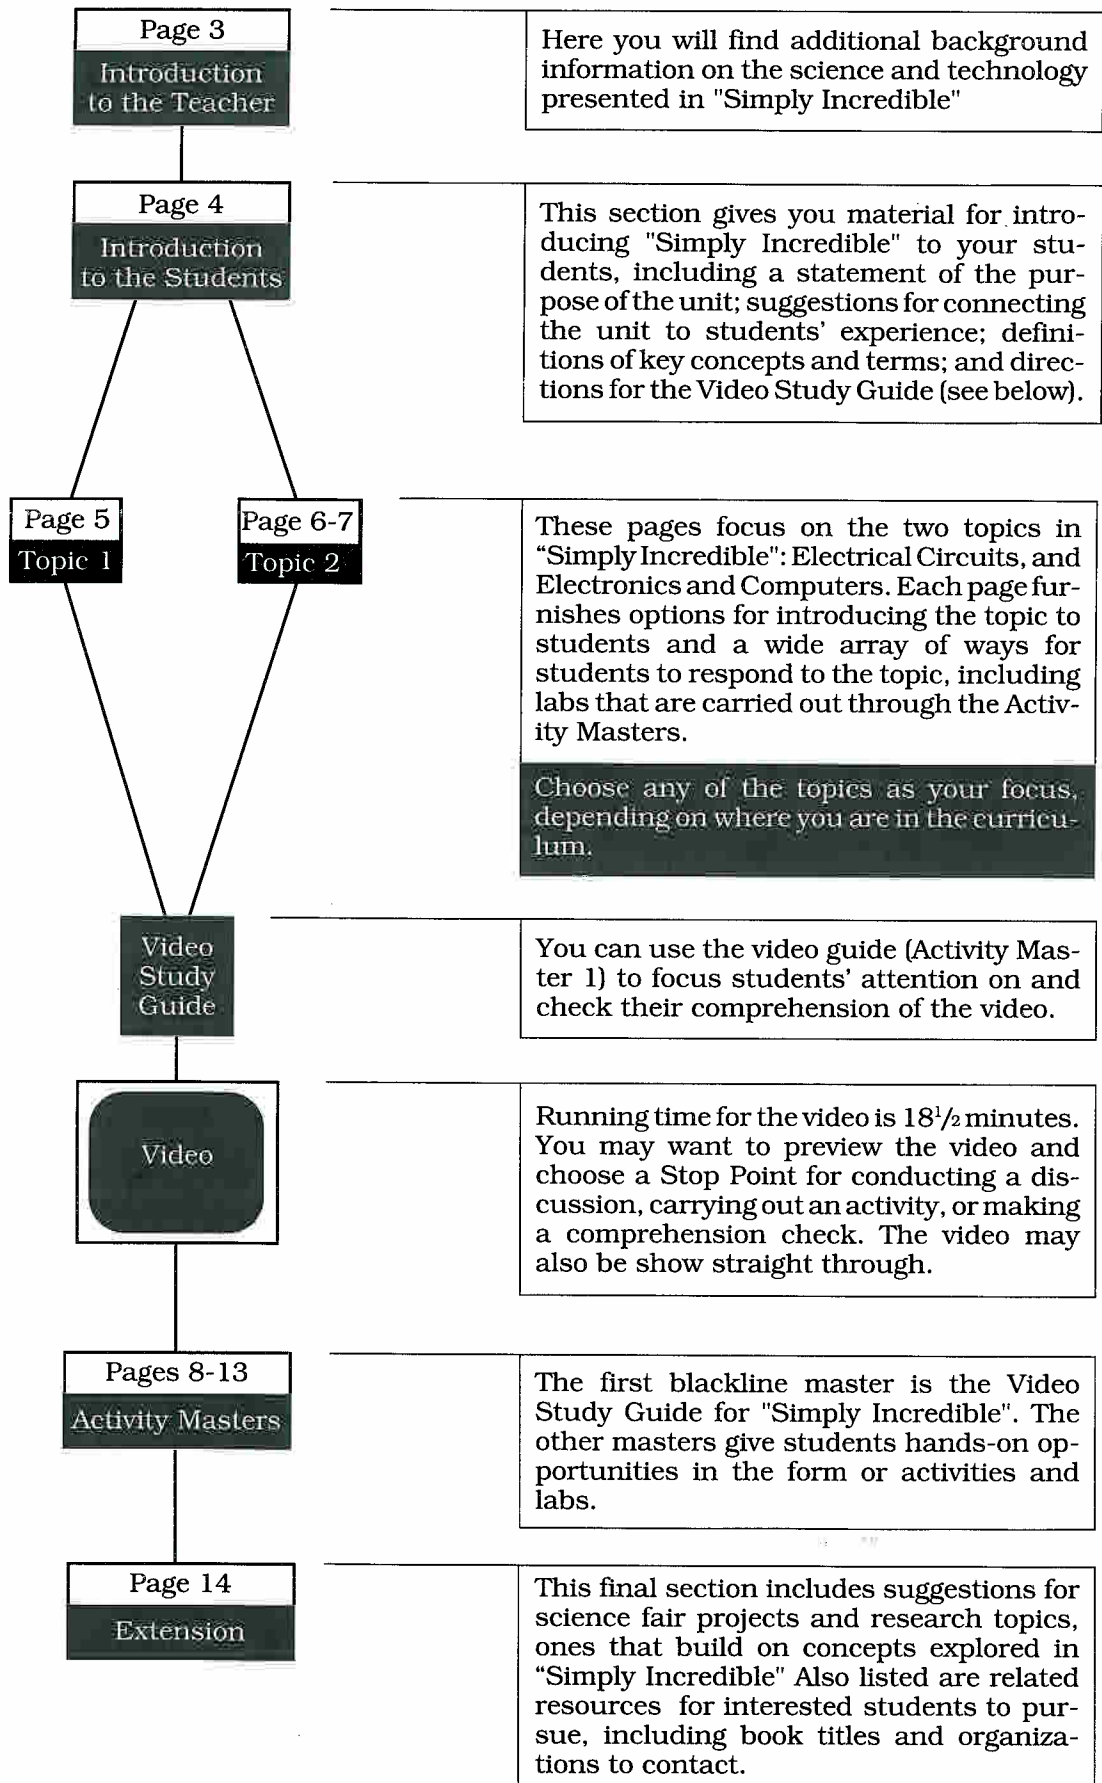 Page 3
Introduction
to the Teacher
Here you will find additional background
information on the science and technology
presented in "Simply Incredible"
Page 4
Introduction
to the Students
This section gives you material for intro-
ducing "Simply Incredible" to your stu-
dents, including a statement of the pur-
pose of the unit; suggestions for connecting
the unit to students' experience; defini-
tions of key concepts and terms; and direc-
tions for the Video Study Guide (see below).
Page 5
Topic 1
Page 6-7
Topic 2
These pages focus on the two topics in
“Simply Incredible": Electrical Circuits, and
Electronics and Computers. Each page fur-
nishes options for introducing the topic to
students and a wide array of ways for
students to respond to the topic, including
labs that are carried out through the Activ-
ity Masters.
Choose any of the topics as your focus,
depending on where you are in the curricu-
lum.
Video
Study
Guide
You can use the video guide (Activity Mas-
ter 1) to focus students' attention on and
check their comprehension of the video.
Video
Running time for the video is 18 1/2 minutes.
You may want to preview the video and
choose a Stop Point for conducting a dis-
cussion, carrying out an activity, or making
a comprehension check. The video may
also be show straight through.
Pages 8-13
Activity Masters
The first blackline master is the Video
Study Guide for "Simply Incredible". The
other masters give students hands-on op-
portunities in the form or activities and
labs.
Page 14
Extension
This final section includes suggestions for
science fair projects and research topics,
ones that build on concepts explored in
“Simply Incredible" Also listed are related
resources for interested students to pur-
sue, including book titles and organiza-
tions to contact.